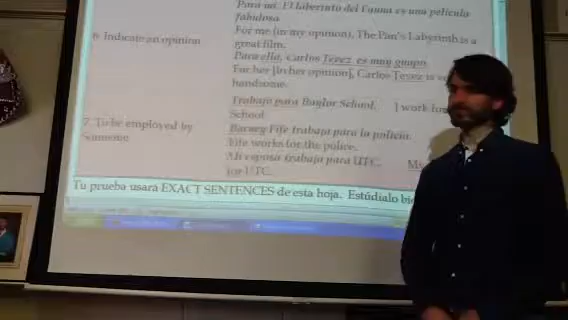 Para mí, El laberinto del Fauno es una película
fabulosa.
For me [in my opinion], The Pan's Labyrinth is a
6. Indicate an opinion
great film.
Para ella, Carlos Tevez es muy guapo.
For her [in her opinion], Carlos Tevez is
handsome.
Trabajo para Baylor School. I work for
School.
7. To be employed by
someone
Barney Fife trabaja para la policía.
Fife works for the police.
Mi esposa trabaja para UTC.
for UTC.
Tu prueba usará EXACT SENTENCES de esta hoja. Estúdialo